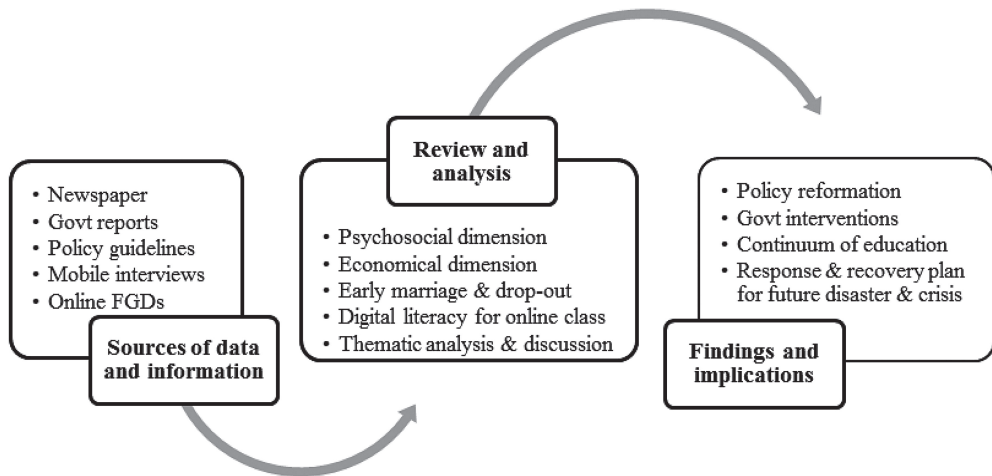 • Newspaper
• Govt reports
• Policy guidelines
• Mobile interviews
• Online FGDs
Sources of data
and information
Review and
analysis
• Psychosocial dimension
• Economical dimension
• Early marriage & drop-out
• Digital literacy for online class
• Thematic analysis & discussion
• Policy reformation
• Govt interventions
• Continuum of education
• Response & recovery plan
for future disaster & crisis
Findings and
implications